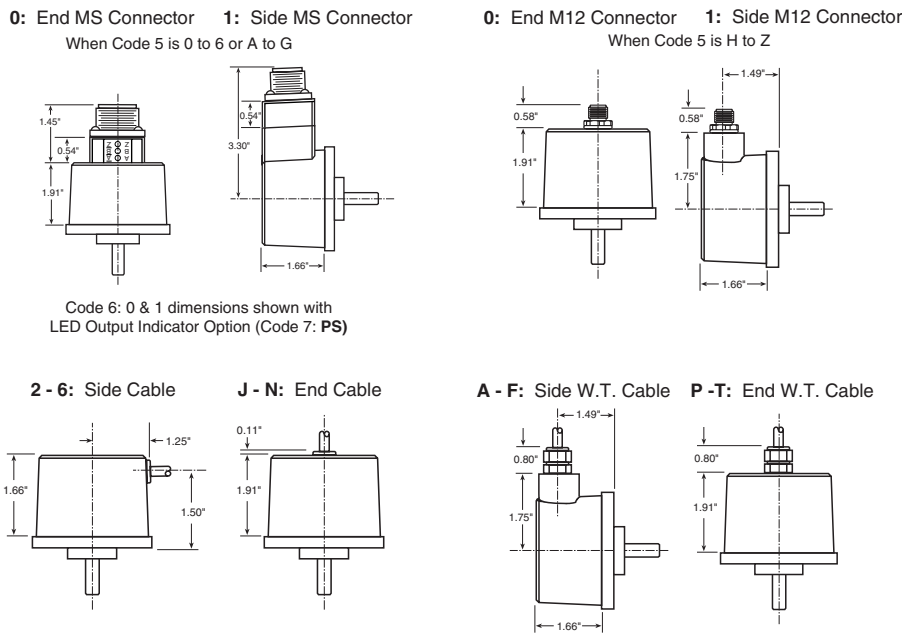 0: End MS Connector 1: Side MS Connector
When Code 5 is 0 to 6 or A to G
1.45"
0.54"
1.91"
Z Z
B B
A A
0.54"
3.30"
1.66"
Code 6: 0 & 1 dimensions shown with
LED Output Indicator Option (Code 7: PS)
0: End M12 Connector 1: Side M12 Connector
When Code 5 is H to Z
0.58"
1.91"
1.49"
0.58"
1.75"
1.66"
2 - 6: Side Cable J - N: End Cable
1.25"
1.66"
1.50"
0.11"
1.91"
A - F: Side W.T. Cable P -T: End W.T. Cable
1.49"
0.80"
1.75"
1.66"
0.80"
1.91"